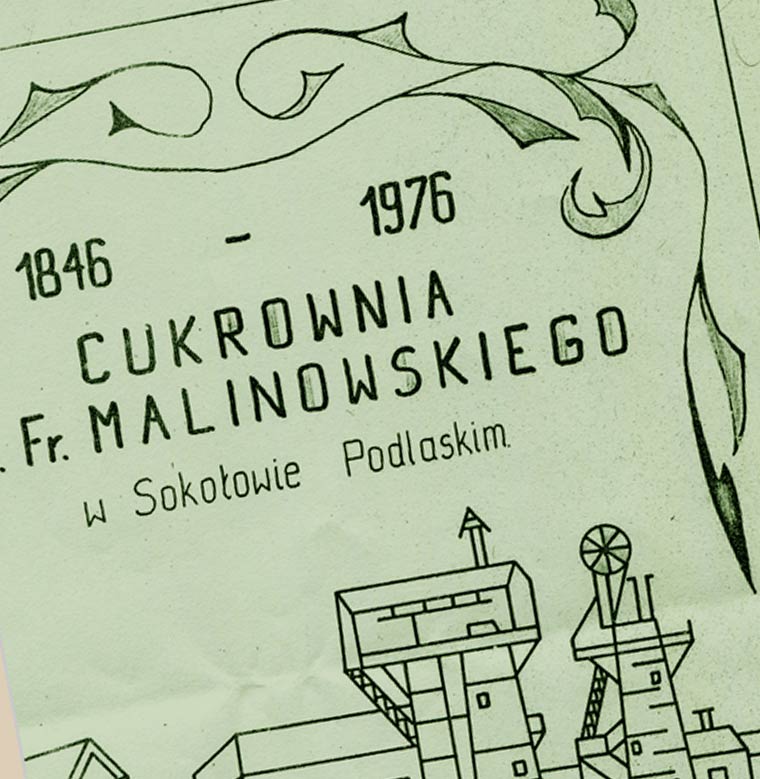 1846 - 1976
CUKROWNIA
. Fr. MALINOWSKIEGO
w Sokołowie Podlaskim